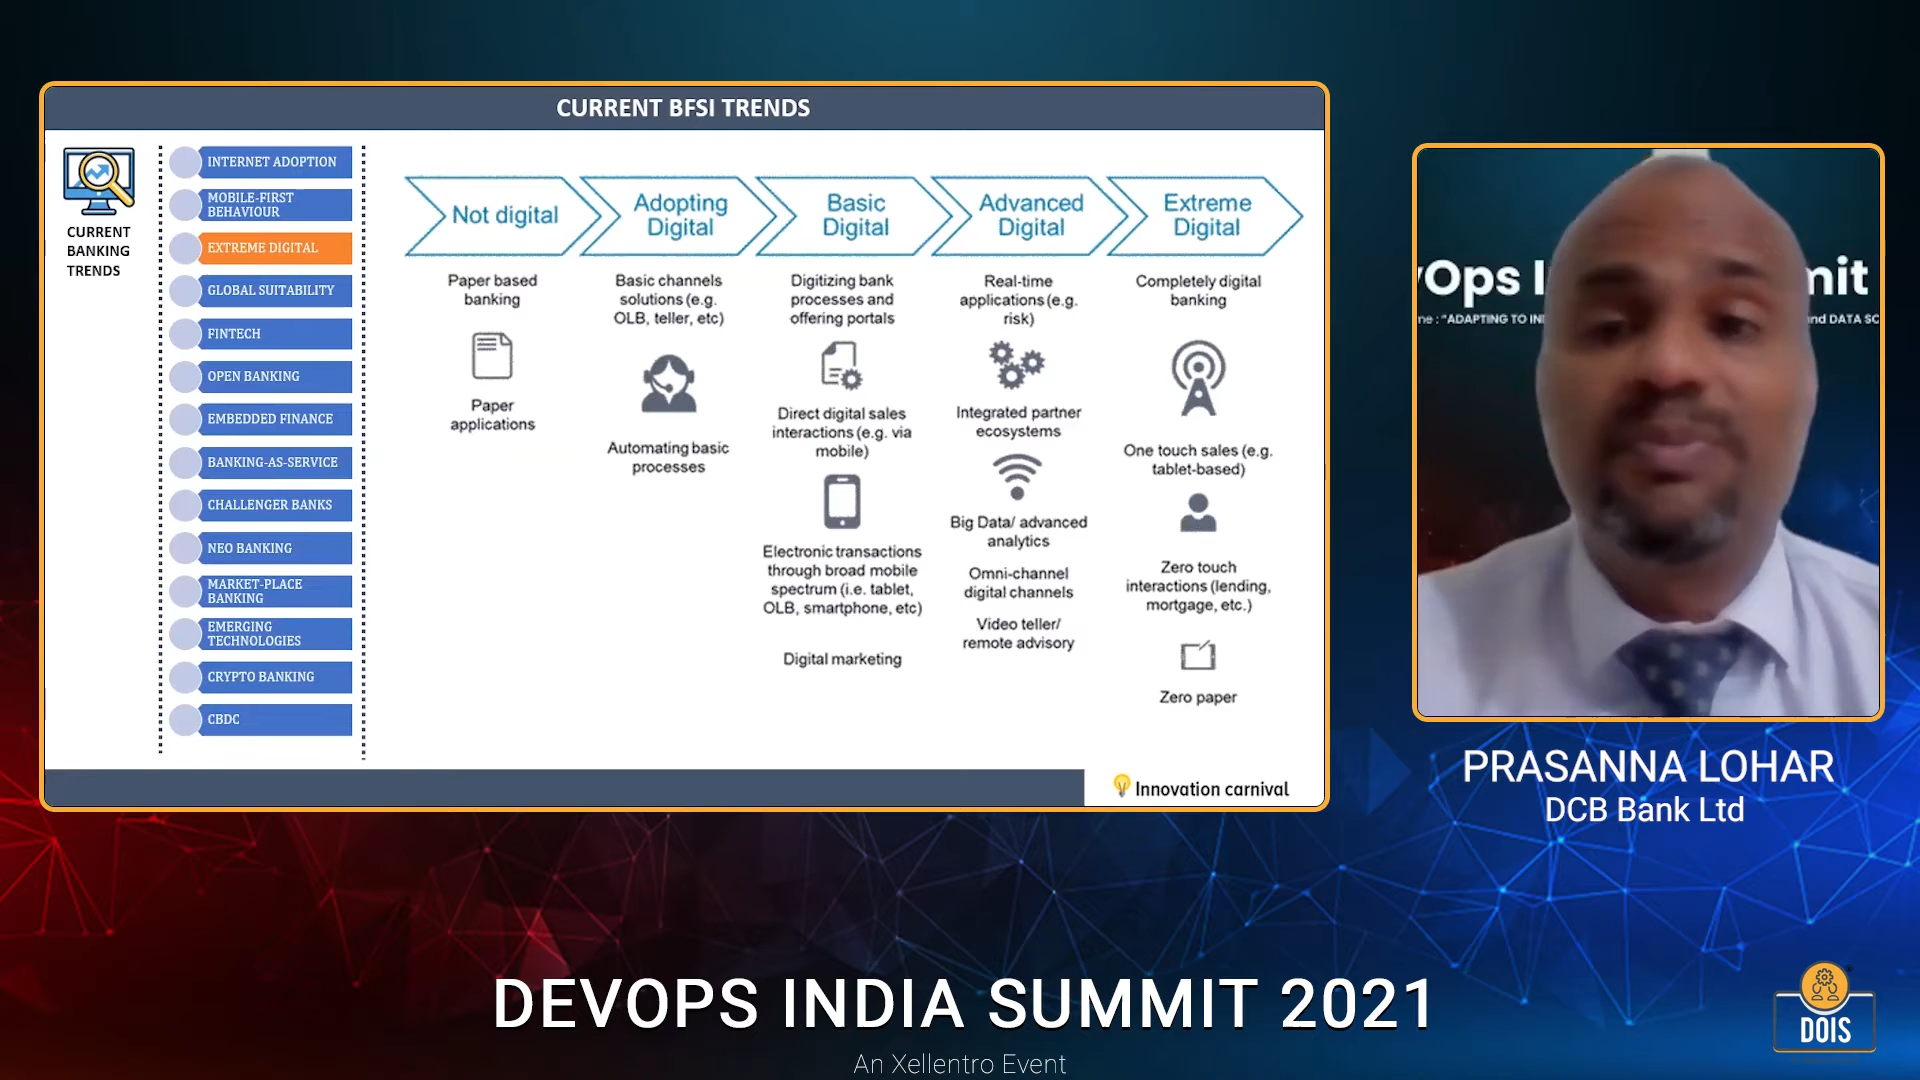 CURRENT BFSI TRENDS
CURRENT
BANKING
TRENDS
INTERNET ADOPTION
MOBILE-FIRST
BEHAVIOUR
EXTREME DIGITAL
GLOBAL SUITABILITY
FINTECH
OPEN BANKING
EMBEDDED FINANCE
BANKING-AS-SERVICE
CHALLENGER BANKS
NEO BANKING
MARKET-PLACE
BANKING
EMERGING
TECHNOLOGIES
CRYPTO BANKING
CBDC
Not digital
Paper based
banking
Paper
applications
Adopting
Digital
Basic channels
solutions (e.g.
OLB, teller, etc)
Automating basic
processes
Basic
Digital
Digitizing bank
processes and
offering portals
Direct digital sales
interactions (e.g. via
mobile)
Electronic transactions
through broad mobile
spectrum (i.e. tablet,
OLB, smartphone, etc)
Digital marketing
Advanced
Digital
Real-time
applications (e.g.
risk)
Integrated partner
ecosystems
Big Data/ advanced
analytics
Omni-channel
digital channels
Video teller/
remote advisory
Extreme
Digital
Completely digital
banking
One touch sales (e.g.
tablet-based)
Zero touch
interactions (lending,
mortgage, etc.)
Zero paper
Innovation carnival
vOps I mit
me : "ADAPTING TO IN nd DATA SC
PRASANNA LOHAR
DCB Bank Ltd
DEVOPS INDIA SUMMIT 2021
An Xellentro Event
DOIS